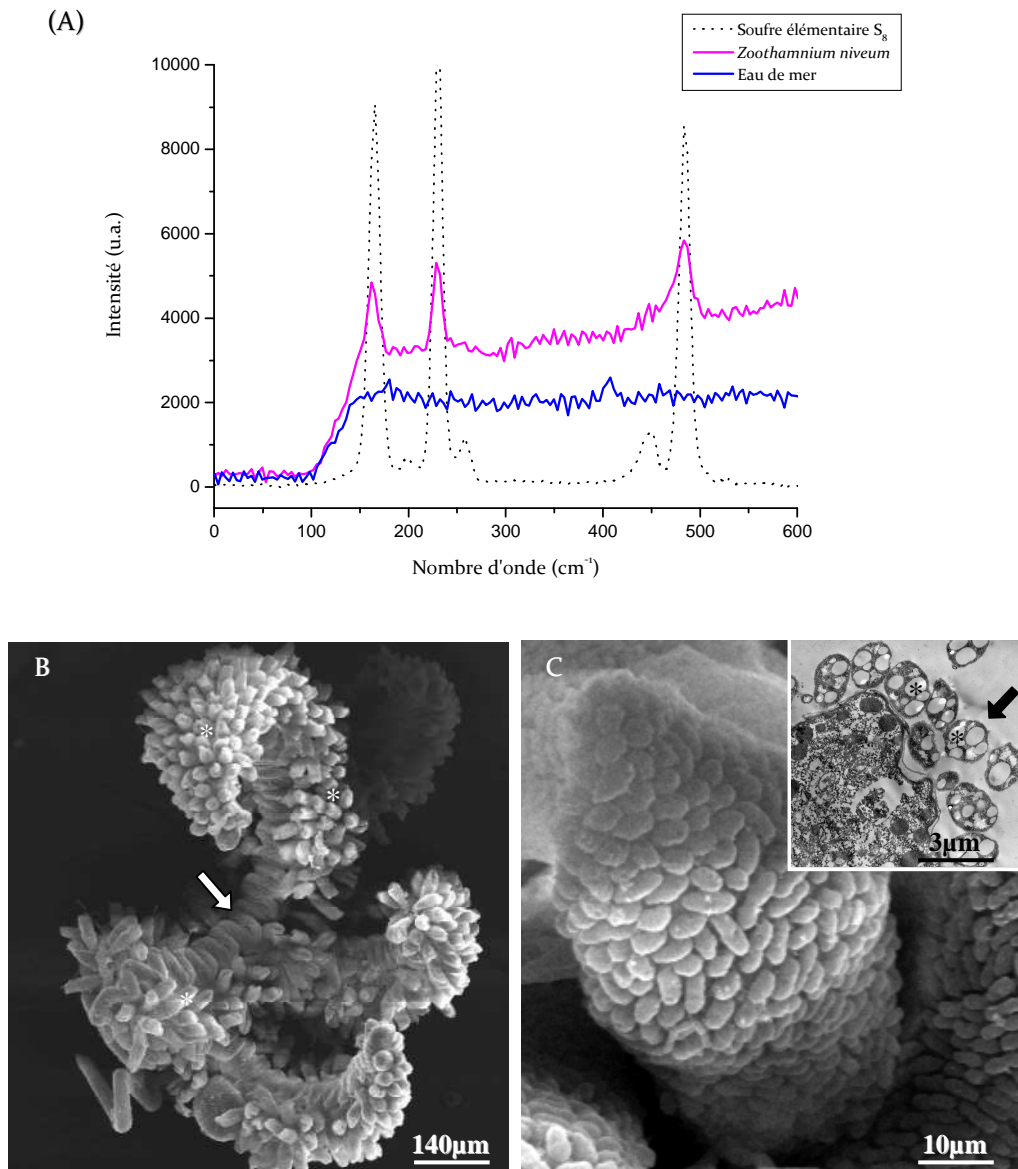 (A)
Soufre élémentaire S₈
Zoothamnium niveum
Eau de mer
10000
8000
6000
4000
2000
0
Intensité (u.a.)
0 100 200 300 400 500 600
Nombre d'onde (cm⁻¹)
B
*
*
*
140µm
C
*
*
3µm
10µm